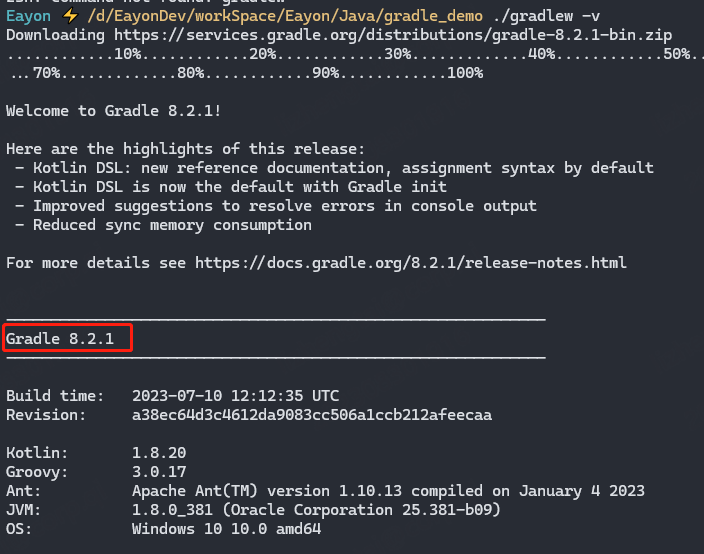 Eayon ⚡ /d/EayonDev/workSpace/Eayon/Java/gradle_demo ./gradlew -v
Downloading https://services.gradle.org/distributions/gradle-8.2.1-bin.zip
............10%............20%............30%............40%............50%..
...70%............80%............90%............100%
Welcome to Gradle 8.2.1!
Here are the highlights of this release:
- Kotlin DSL: new reference documentation, assignment syntax by default
- Kotlin DSL is now the default with Gradle init
- Improved suggestions to resolve errors in console output
- Reduced sync memory consumption
For more details see https://docs.gradle.org/8.2.1/release-notes.html
------------------------------------------------------------
Gradle 8.2.1
------------------------------------------------------------
Build time:   2023-07-10 12:12:35 UTC
Revision:     a38ec64d3c4612da9083cc506a1ccb212afeecaa
Kotlin:       1.8.20
Groovy:       3.0.17
Ant:          Apache Ant(TM) version 1.10.13 compiled on January 4 2023
JVM:          1.8.0_381 (Oracle Corporation 25.381-b09)
OS:           Windows 10 10.0 amd64